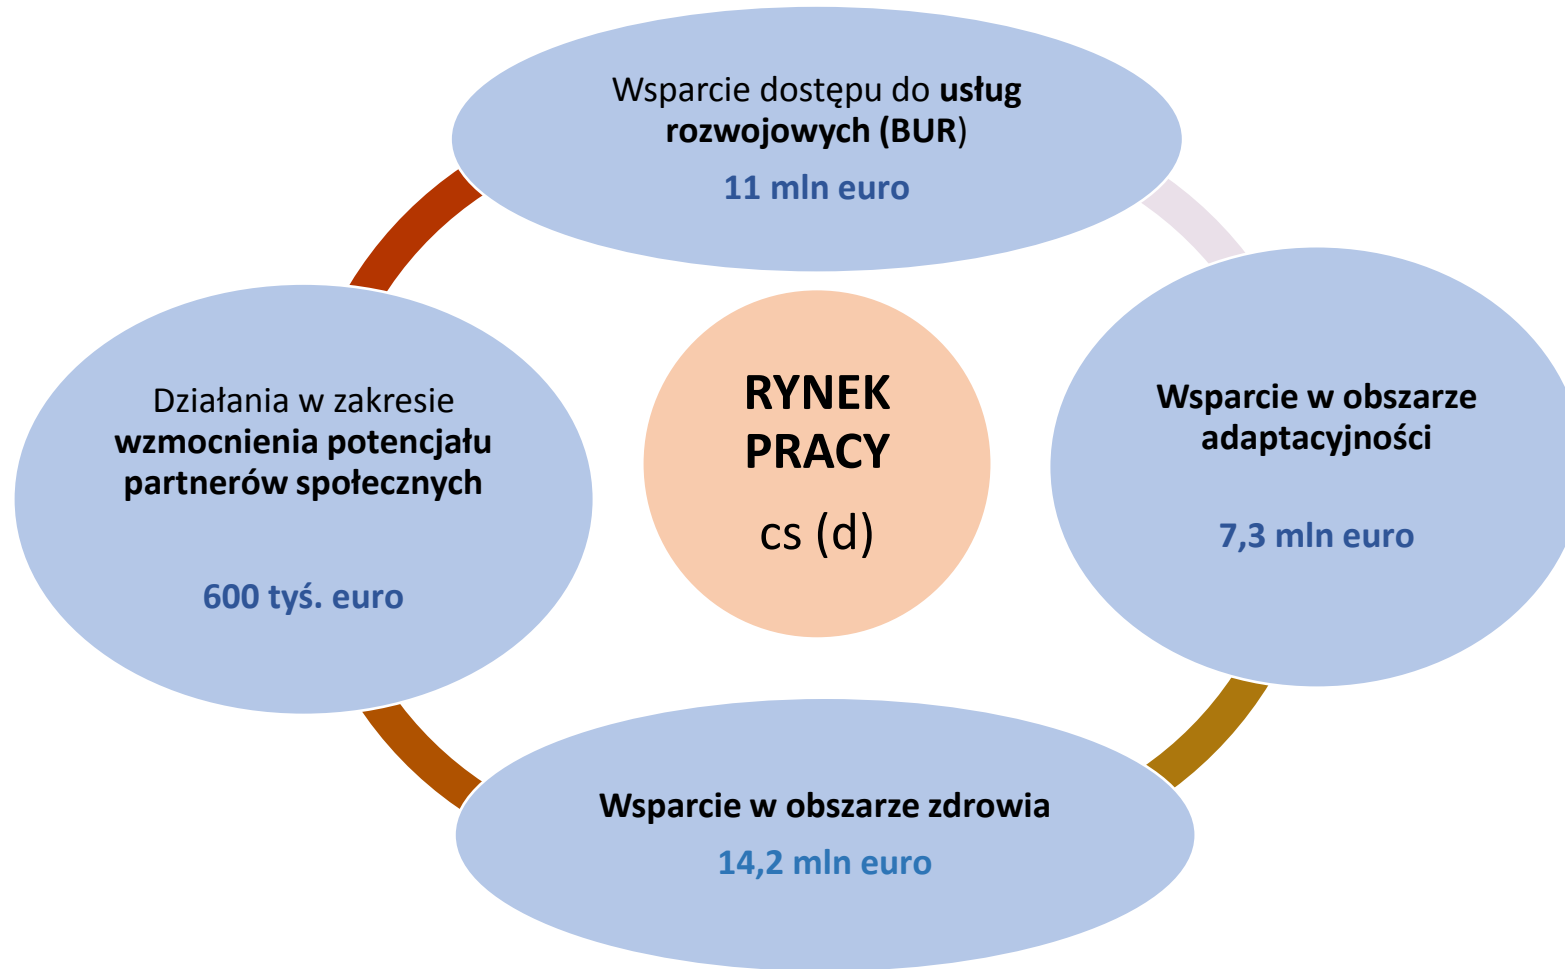 Wsparcie dostępu do usług
rozwojowych (BUR)
11 mln euro
Działania w zakresie
wzmocnienia potencjału
partnerów społecznych
600 tyś. euro
RYNEK
PRACY
cs (d)
Wsparcie w obszarze
adaptacyjności
7,3 mln euro
Wsparcie w obszarze zdrowia
14,2 mln euro